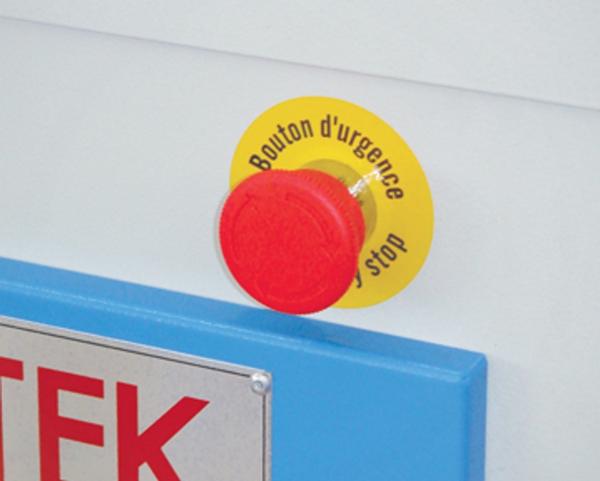 Bouton d'urgence
y stop
TEK